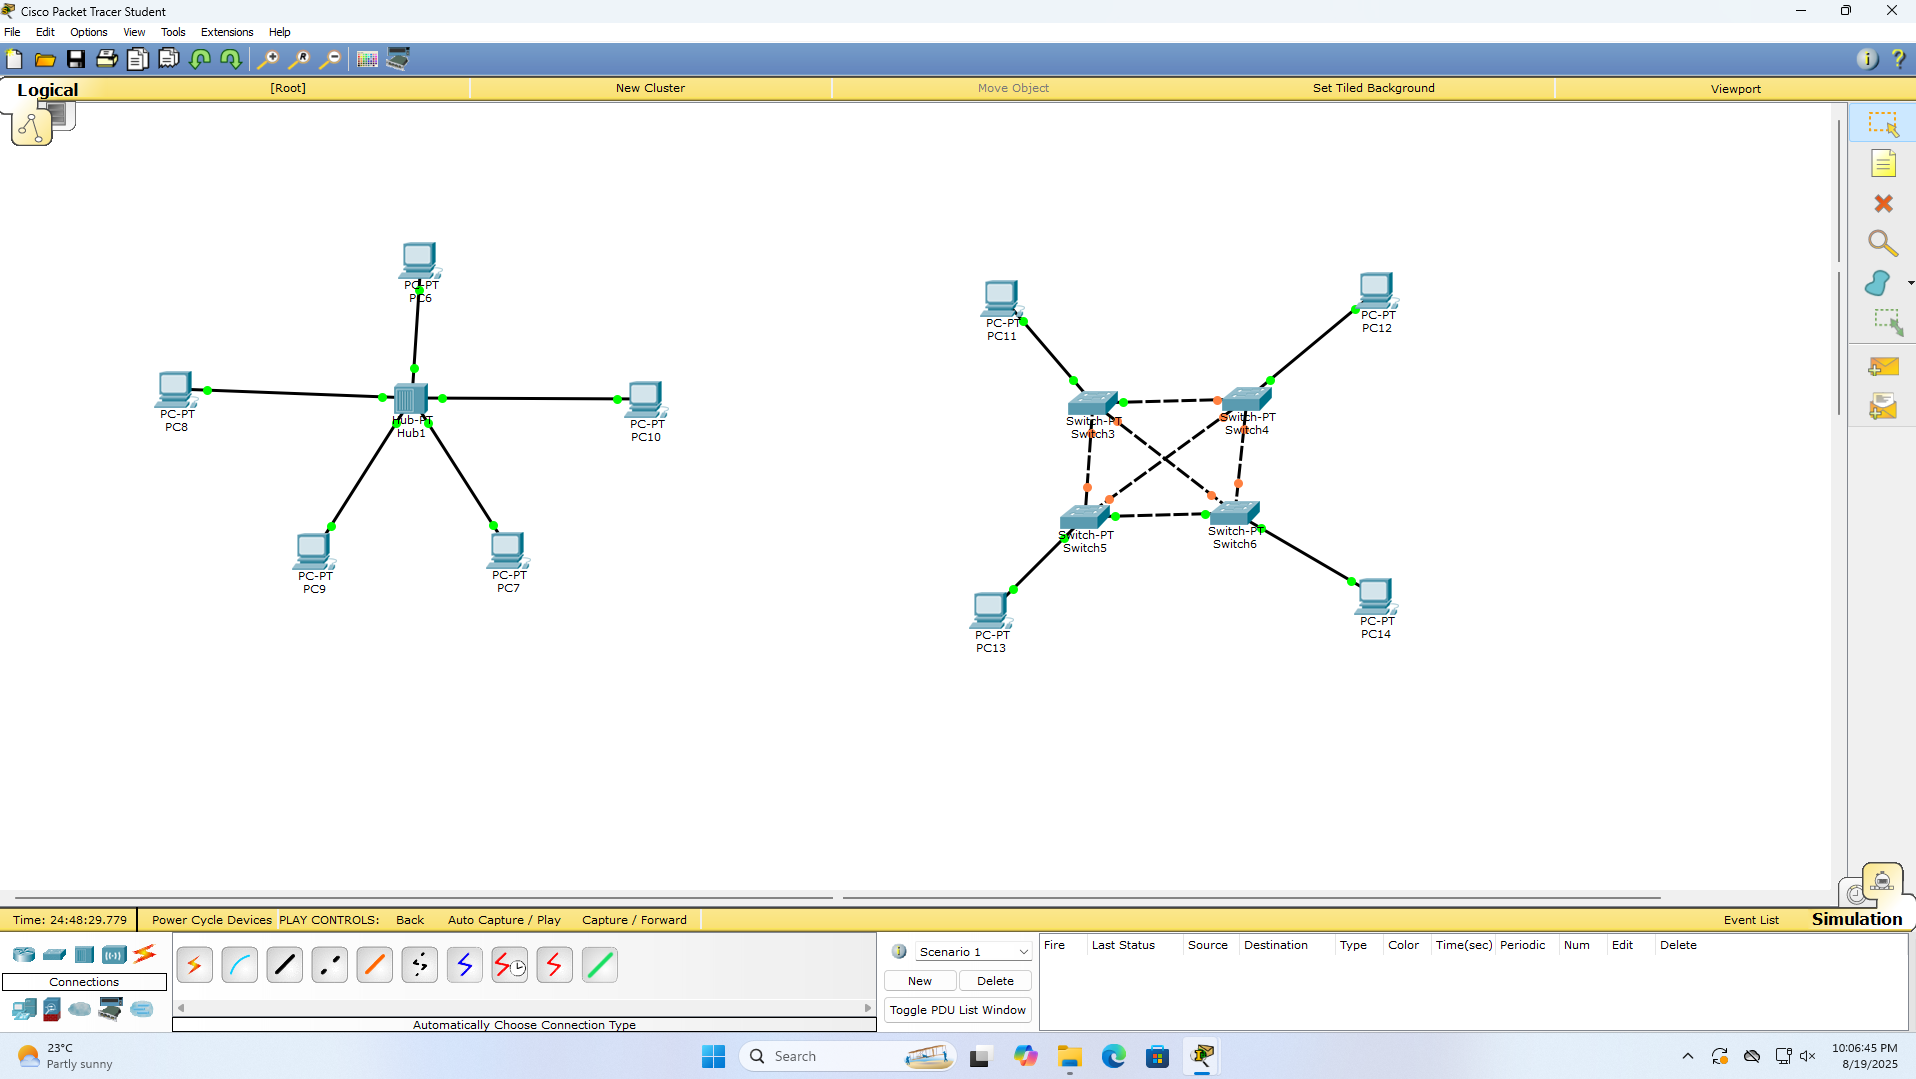 Cisco Packet Tracer Student
File Edit Options View Tools Extensions Help
Logical
[Root]
New Cluster
Move Object
Set Tiled Background
Viewport
PC-PT
PC6
PC-PT
PC8
Hub-PT
Hub1
PC-PT
PC10
PC-PT
PC9
PC-PT
PC7
PC-PT
PC11
PC-PT
PC12
Switch-PT
Switch3
Switch-PT
Switch4
Switch-PT
Switch5
Switch-PT
Switch6
PC-PT
PC13
PC-PT
PC14
Time: 24:48:29.779
Power Cycle Devices PLAY CONTROLS: Back Auto Capture / Play Capture / Forward
Event List
Simulation
Connections
Automatically Choose Connection Type
Scenario 1
New
Delete
Toggle PDU List Window
Fire Last Status Source Destination Type Color Time(sec) Periodic Num Edit Delete
23°C
Partly sunny
Search
10:06:45 PM
8/19/2025